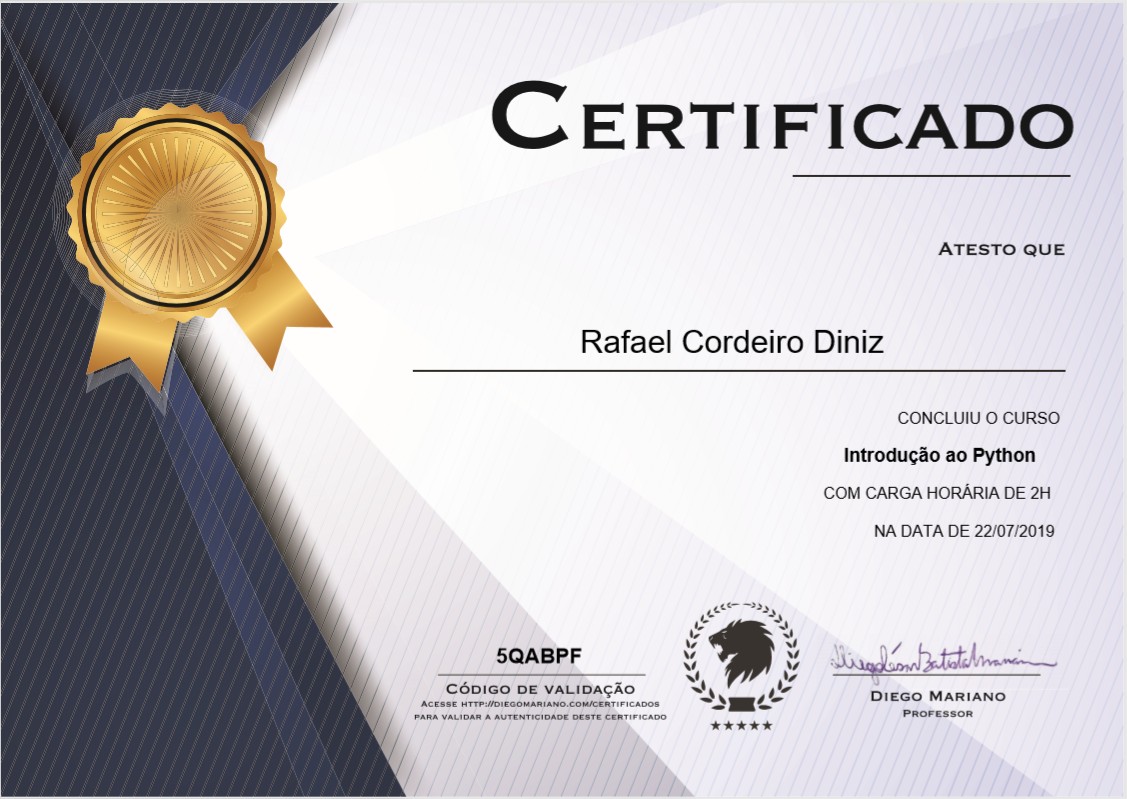 CERTIFICADO
ATESTO QUE
Rafael Cordeiro Diniz
CONCLUIU O CURSO
Introdução ao Python
COM CARGA HORÁRIA DE 2H
NA DATA DE 22/07/2019
5QABPF
CÓDIGO DE VALIDAÇÃO
ACESSE HTTP://DIEGOMARIANO.COM/CERTIFICADOS
PARA VALIDAR A AUTENTICIDADE DESTE CERTIFICADO
DIEGO MARIANO
PROFESSOR